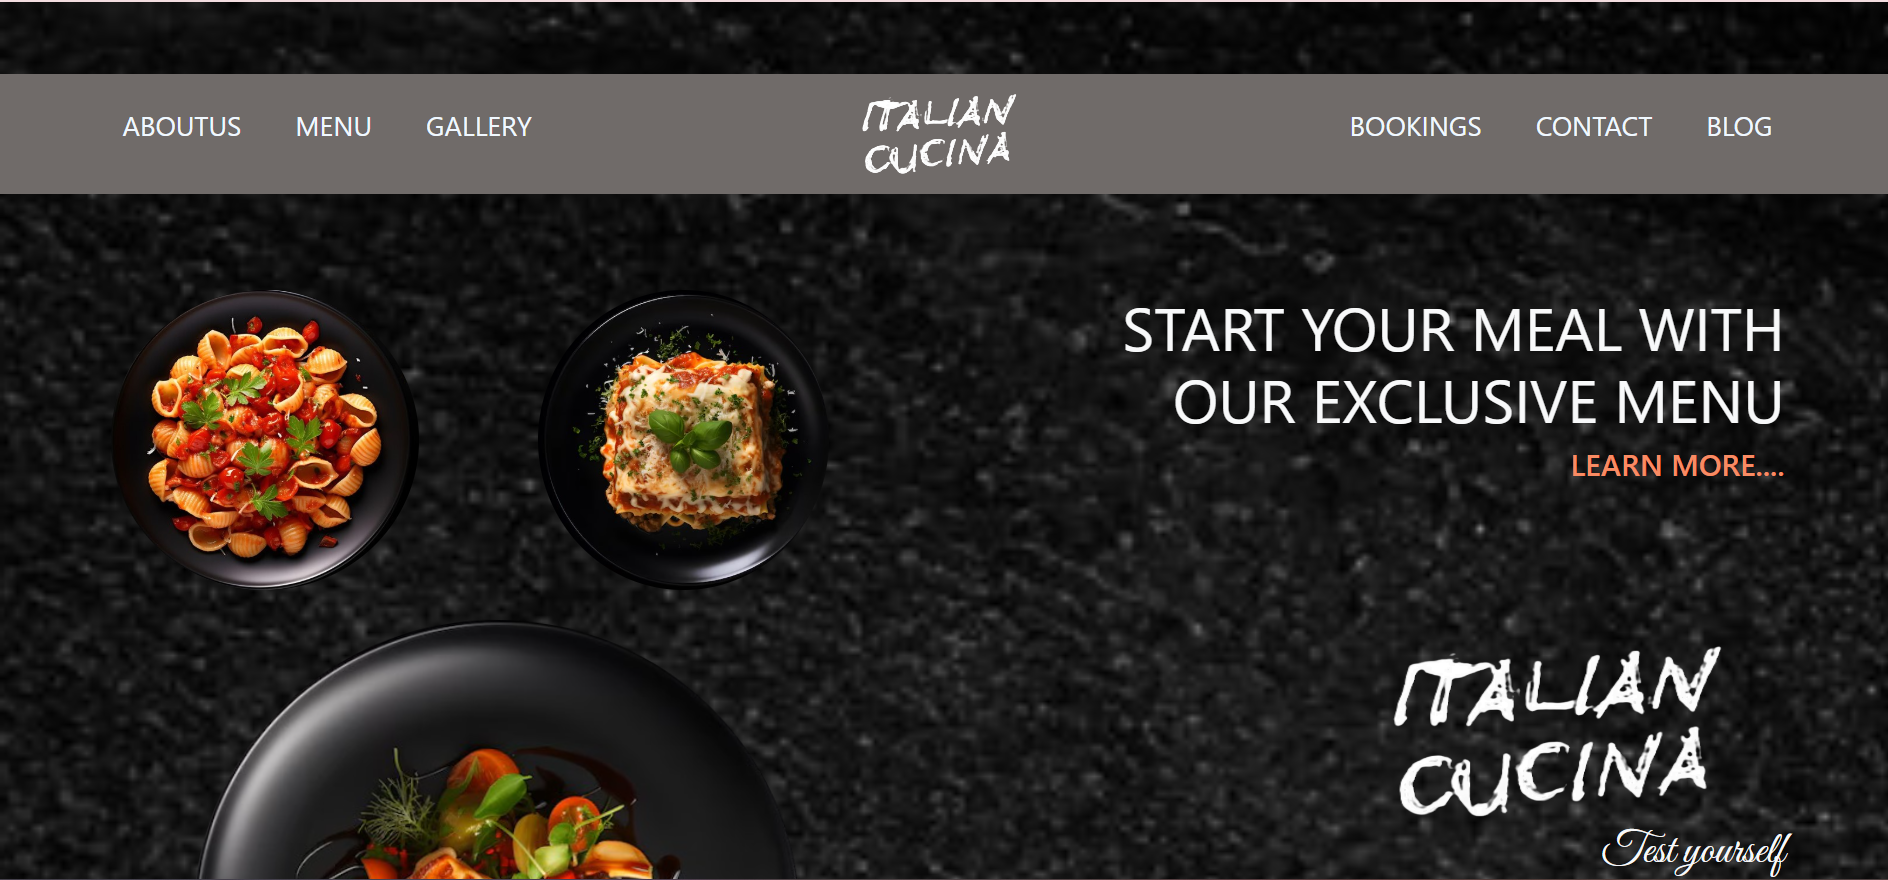 ABOUTUS MENU GALLERY ITALIAN CUCINA BOOKINGS CONTACT BLOG
START YOUR MEAL WITH
OUR EXCLUSIVE MENU
LEARN MORE....
ITALIAN
CUCINA
Test yourself